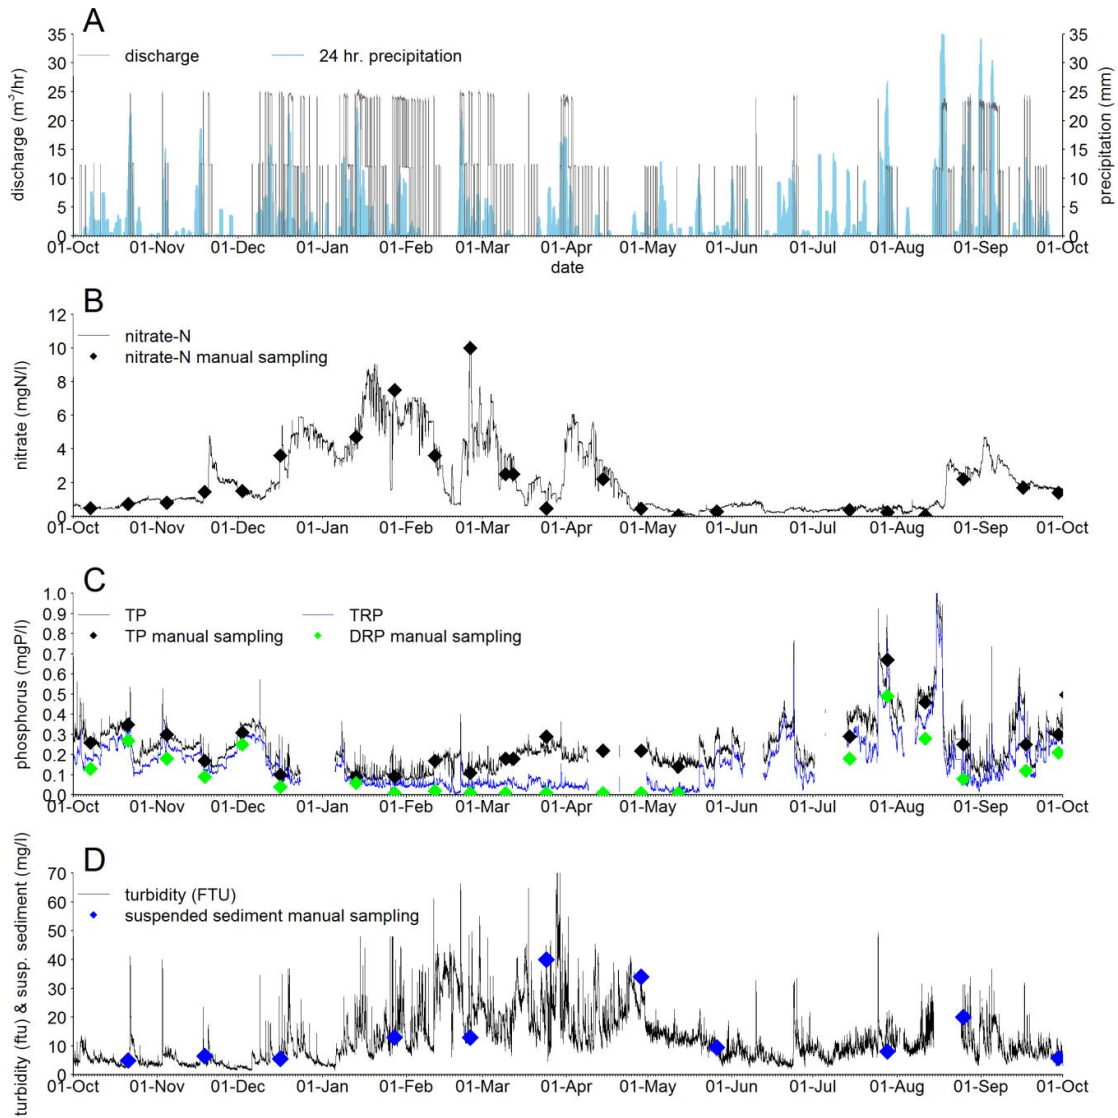 A
35
30
25
20
15
10
5
0
discharge (m³/hr)
discharge
24 hr. precipitation
35
30
25
20
15
10
5
0
precipitation (mm)
01-Oct 01-Nov 01-Dec 01-Jan 01-Feb 01-Mar 01-Apr 01-May 01-Jun 01-Jul 01-Aug 01-Sep 01-Oct
date
B
12
10
8
6
4
2
0
nitrate (mgN/l)
nitrate-N
nitrate-N manual sampling
01-Oct 01-Nov 01-Dec 01-Jan 01-Feb 01-Mar 01-Apr 01-May 01-Jun 01-Jul 01-Aug 01-Sep 01-Oct
C
1.0
0.9
0.8
0.7
0.6
0.5
0.4
0.3
0.2
0.1
0.0
phosphorus (mgP/l)
TP
TRP
TP manual sampling
DRP manual sampling
01-Oct 01-Nov 01-Dec 01-Jan 01-Feb 01-Mar 01-Apr 01-May 01-Jun 01-Jul 01-Aug 01-Sep 01-Oct
D
70
60
50
40
30
20
10
0
turbidity (ftu) & susp. sediment (mg/l)
turbidity (FTU)
suspended sediment manual sampling
01-Oct 01-Nov 01-Dec 01-Jan 01-Feb 01-Mar 01-Apr 01-May 01-Jun 01-Jul 01-Aug 01-Sep 01-Oct